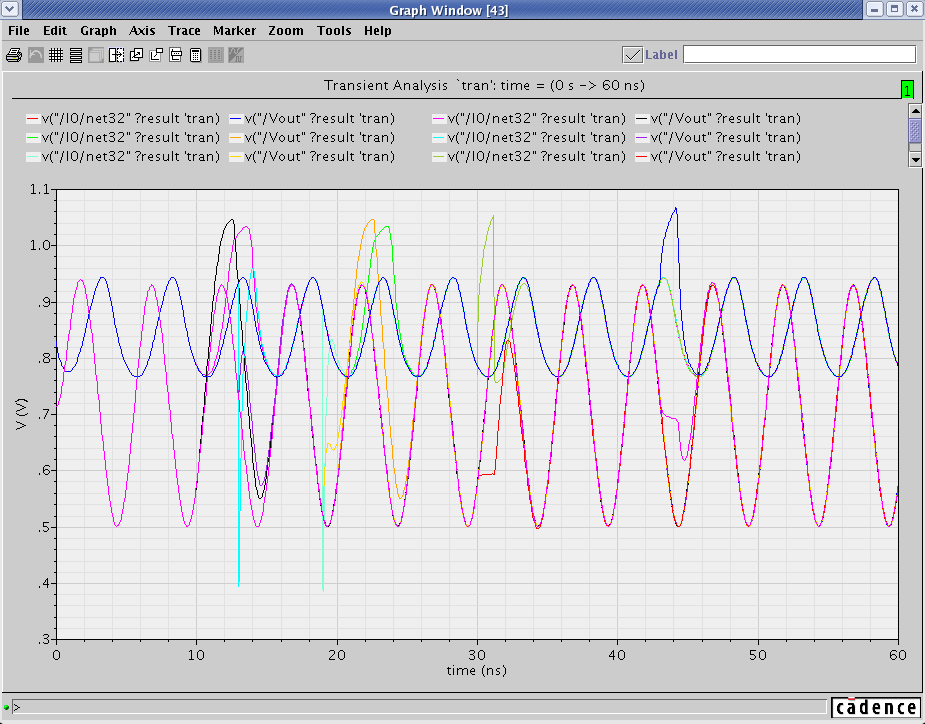 Graph Window [43]
File Edit Graph Axis Trace Marker Zoom Tools Help
Label
Transient Analysis `tran': time = (0 s -> 60 ns)
1
v("/I0/net32" ?result 'tran) v("/Vout" ?result 'tran) v("/I0/net32" ?result 'tran) v("/Vout" ?result 'tran)
v("/I0/net32" ?result 'tran) v("/Vout" ?result 'tran) v("/I0/net32" ?result 'tran) v("/Vout" ?result 'tran)
v("/I0/net32" ?result 'tran) v("/Vout" ?result 'tran) v("/I0/net32" ?result 'tran) v("/Vout" ?result 'tran)
1.1
1.0
.9
.8
.7
.6
.5
.4
.3
V (V)
0 10 20 30 40 50 60
time (ns)
>
cadence